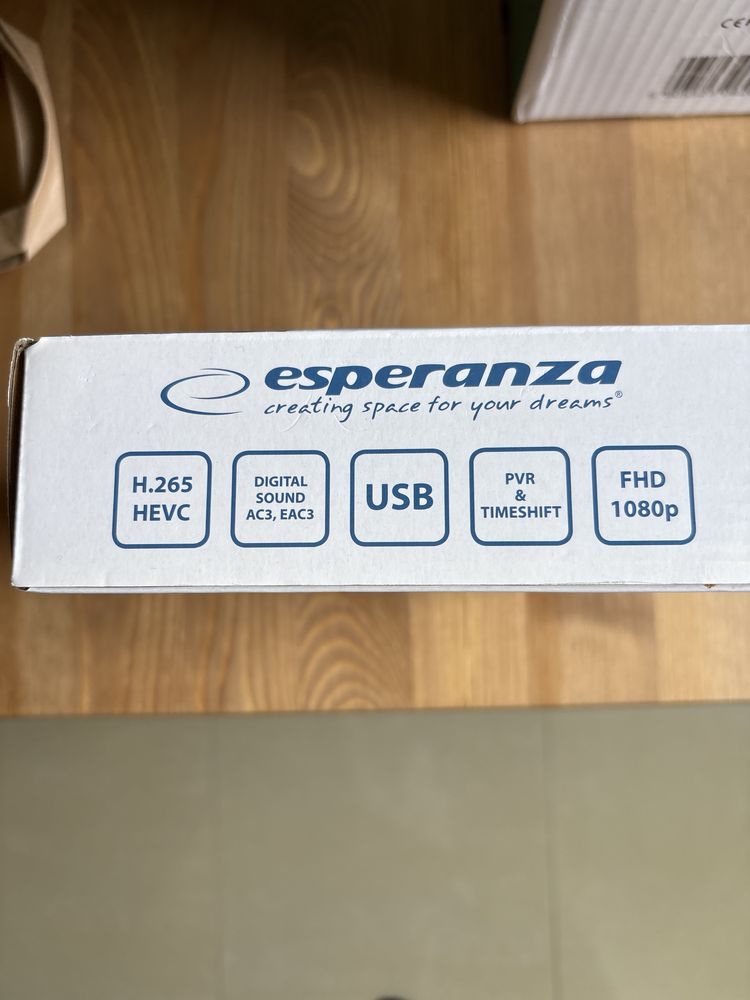 esperanza
creating space for your dreams®
H.265
HEVC
DIGITAL
SOUND
AC3, EAC3
USB
PVR
&
TIMESHIFT
FHD
1080p